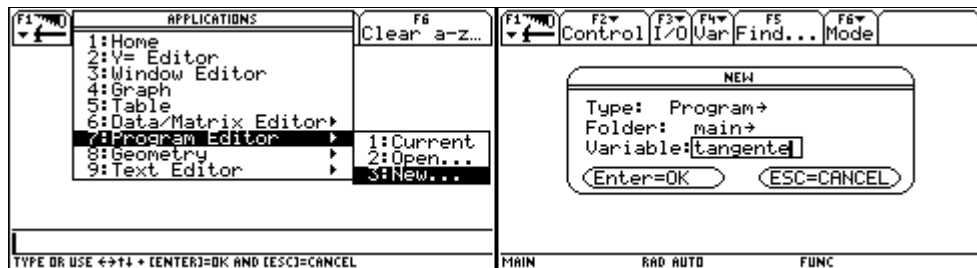 F1 APPLICATIONS F6
Clear a-z...
1:Home
2:Y= Editor
3:Window Editor
4:Graph
5:Table
6:Data/Matrix Editor▶
7:Program Editor ▶
8:Geometry ▶
9:Text Editor ▶
1:Current
2:Open...
3:New...
TYPE OR USE ←→↑↓ + [ENTER]=OK AND [ESC]=CANCEL
F1 F2▼ F3▼ F4▼ F5 F6▼
Control I/O Var Find... Mode
NEW
Type: Program→
Folder: main→
Variable: tangente
Enter=OK ESC=CANCEL
MAIN RAD AUTO FUNC